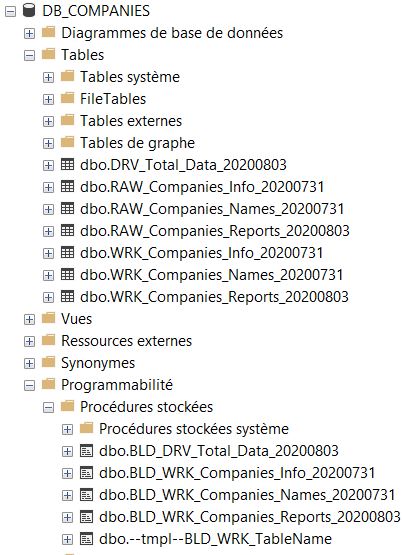 DB_COMPANIES
Diagrammes de base de données
Tables
Tables système
FileTables
Tables externes
Tables de graphe
dbo.DRV_Total_Data_20200803
dbo.RAW_Companies_Info_20200731
dbo.RAW_Companies_Names_20200731
dbo.RAW_Companies_Reports_20200803
dbo.WRK_Companies_Info_20200731
dbo.WRK_Companies_Names_20200731
dbo.WRK_Companies_Reports_20200803
Vues
Ressources externes
Synonymes
Programmabilité
Procédures stockées
Procédures stockées système
dbo.BLD_DRV_Total_Data_20200803
dbo.BLD_WRK_Companies_Info_20200731
dbo.BLD_WRK_Companies_Names_20200731
dbo.BLD_WRK_Companies_Reports_20200803
dbo.--tmpl--BLD_WRK_TableName